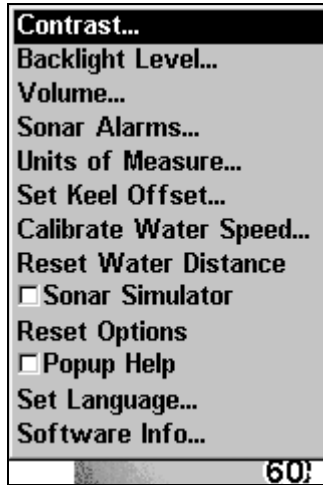 Contrast...
Backlight Level...
Volume...
Sonar Alarms...
Units of Measure...
Set Keel Offset...
Calibrate Water Speed...
Reset Water Distance
Sonar Simulator
Reset Options
Popup Help
Set Language...
Software Info...
60